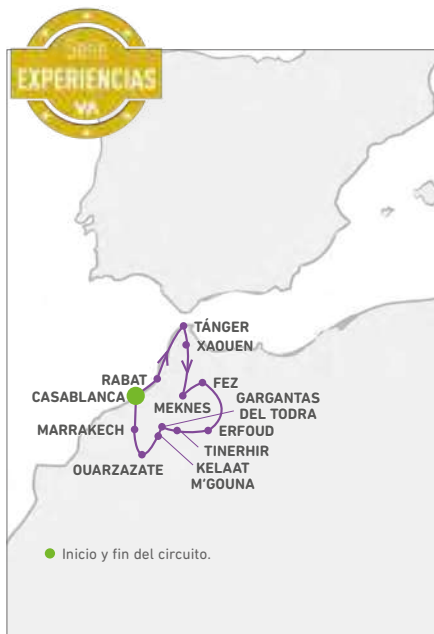 Serie
EXPERIENCIAS
VA
TÁNGER
XAOUEN
RABAT
FEZ
CASABLANCA
GARGANTAS
DEL TODRA
MEKNES
MARRAKECH
ERFOUD
TINERHIR
OUARZAZATE
KELAAT
M'GOUNA
Inicio y fin del circuito.